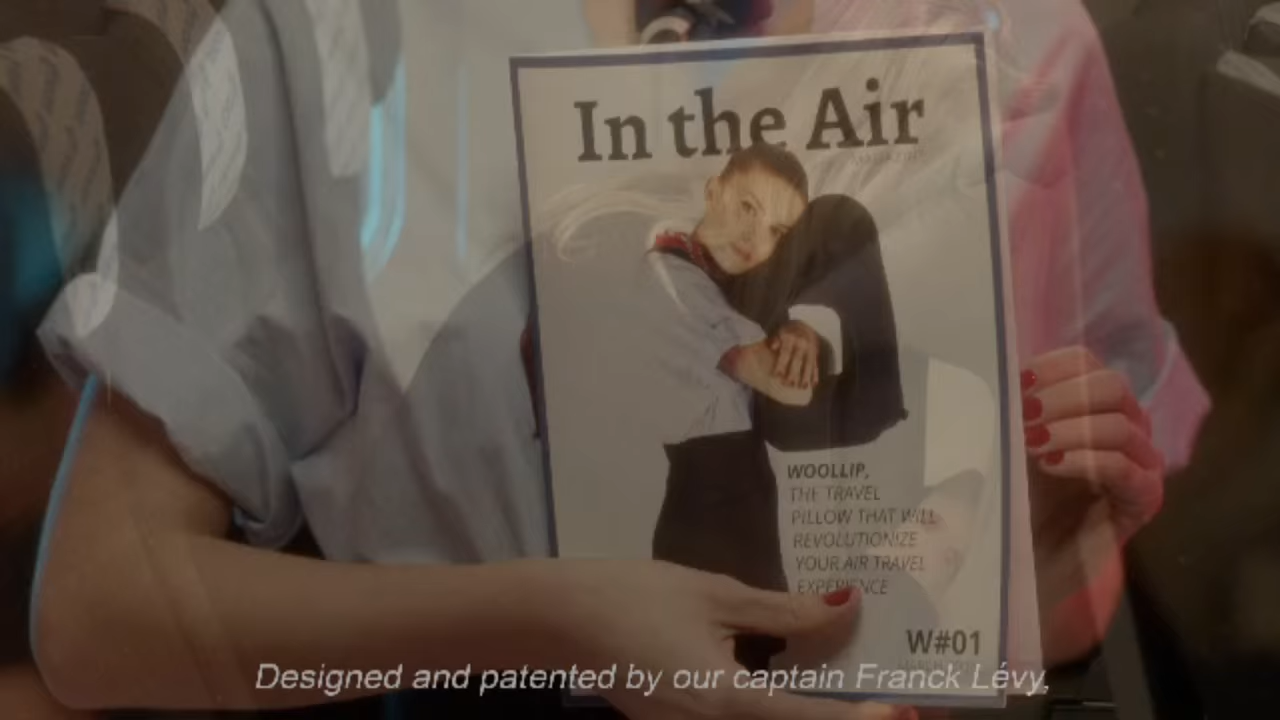 In the Air
WOOLLIP,
THE TRAVEL
PILLOW THAT WILL
REVOLUTIONIZE
YOUR AIR TRAVEL
EXPERIENCE
W#01
Designed and patented by our captain Franck Lévy,